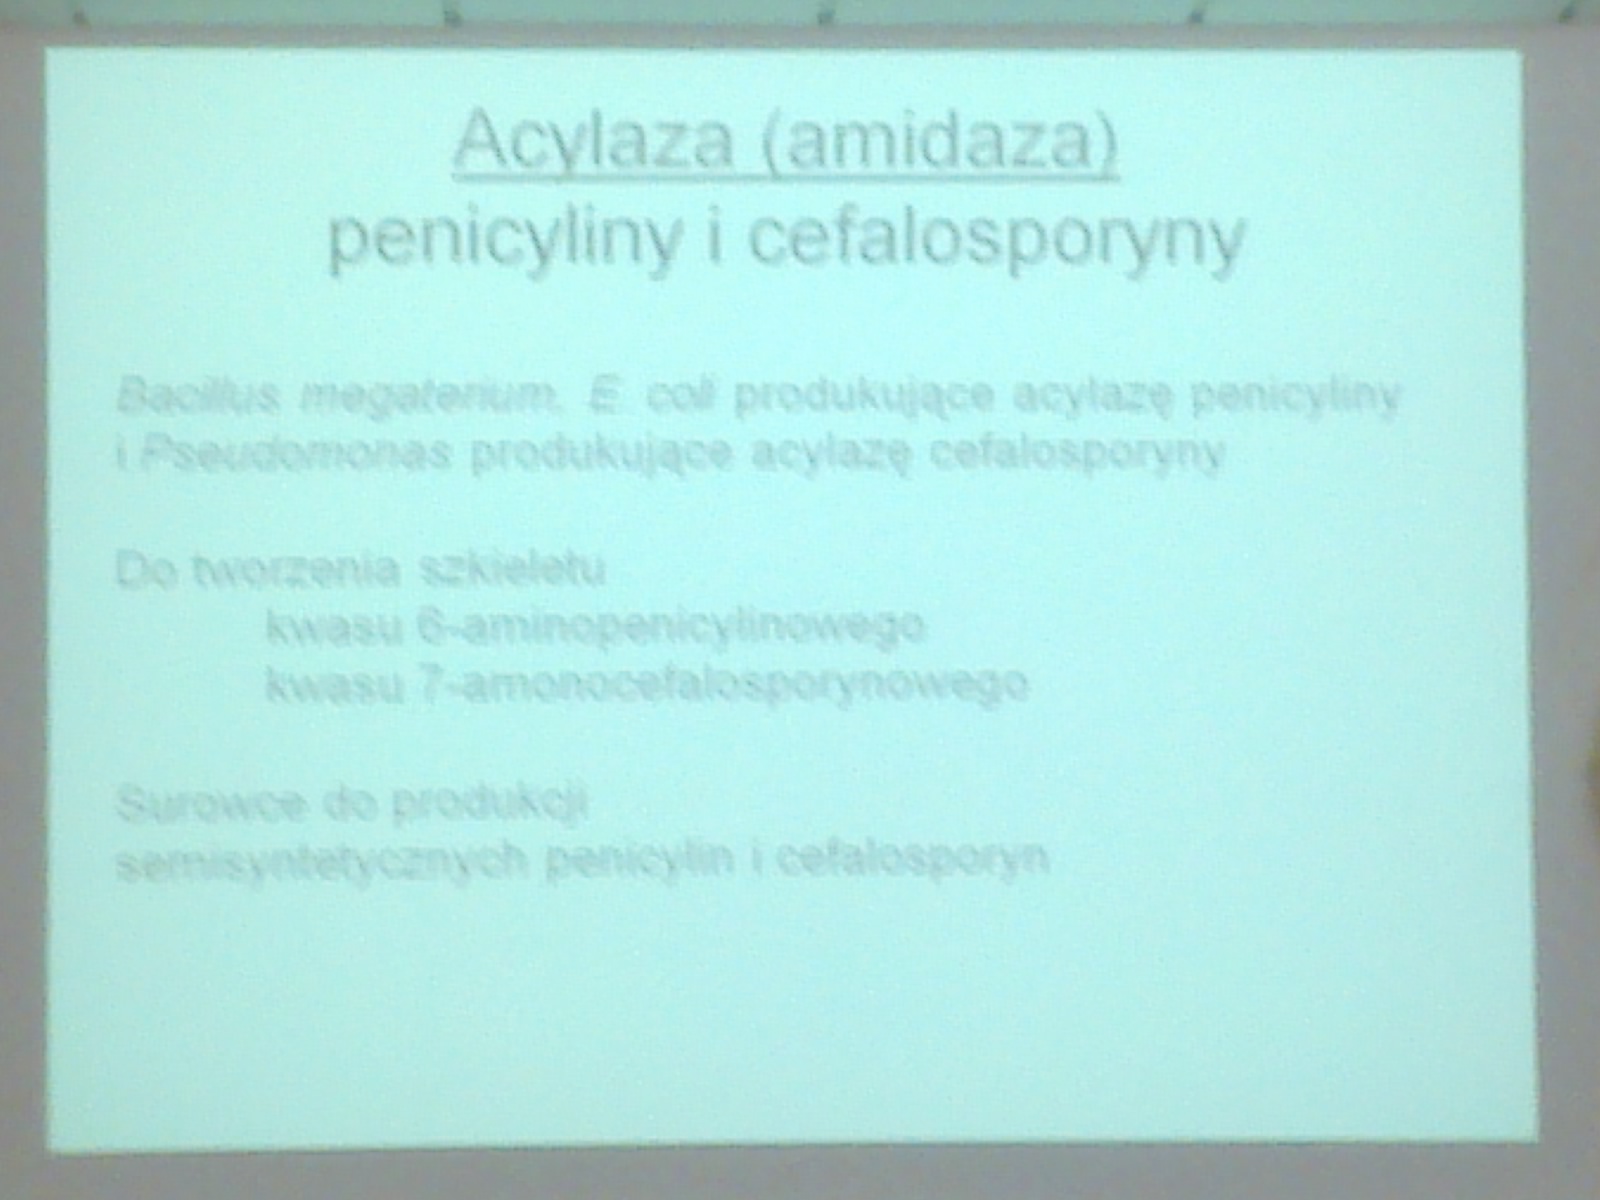 Acylaza (amidaza)
penicyliny i cefalosporyny
Bacillus megaterium, E. coli produkujące acylazę penicyliny
i Pseudomonas produkujące acylazę cefalosporyny
Do tworzenia szkieletu
kwasu 6-aminopenicylinowego
kwasu 7-amonocefalosporynowego
Surowce do produkcji
semisyntetycznych penicylin i cefalosporyn